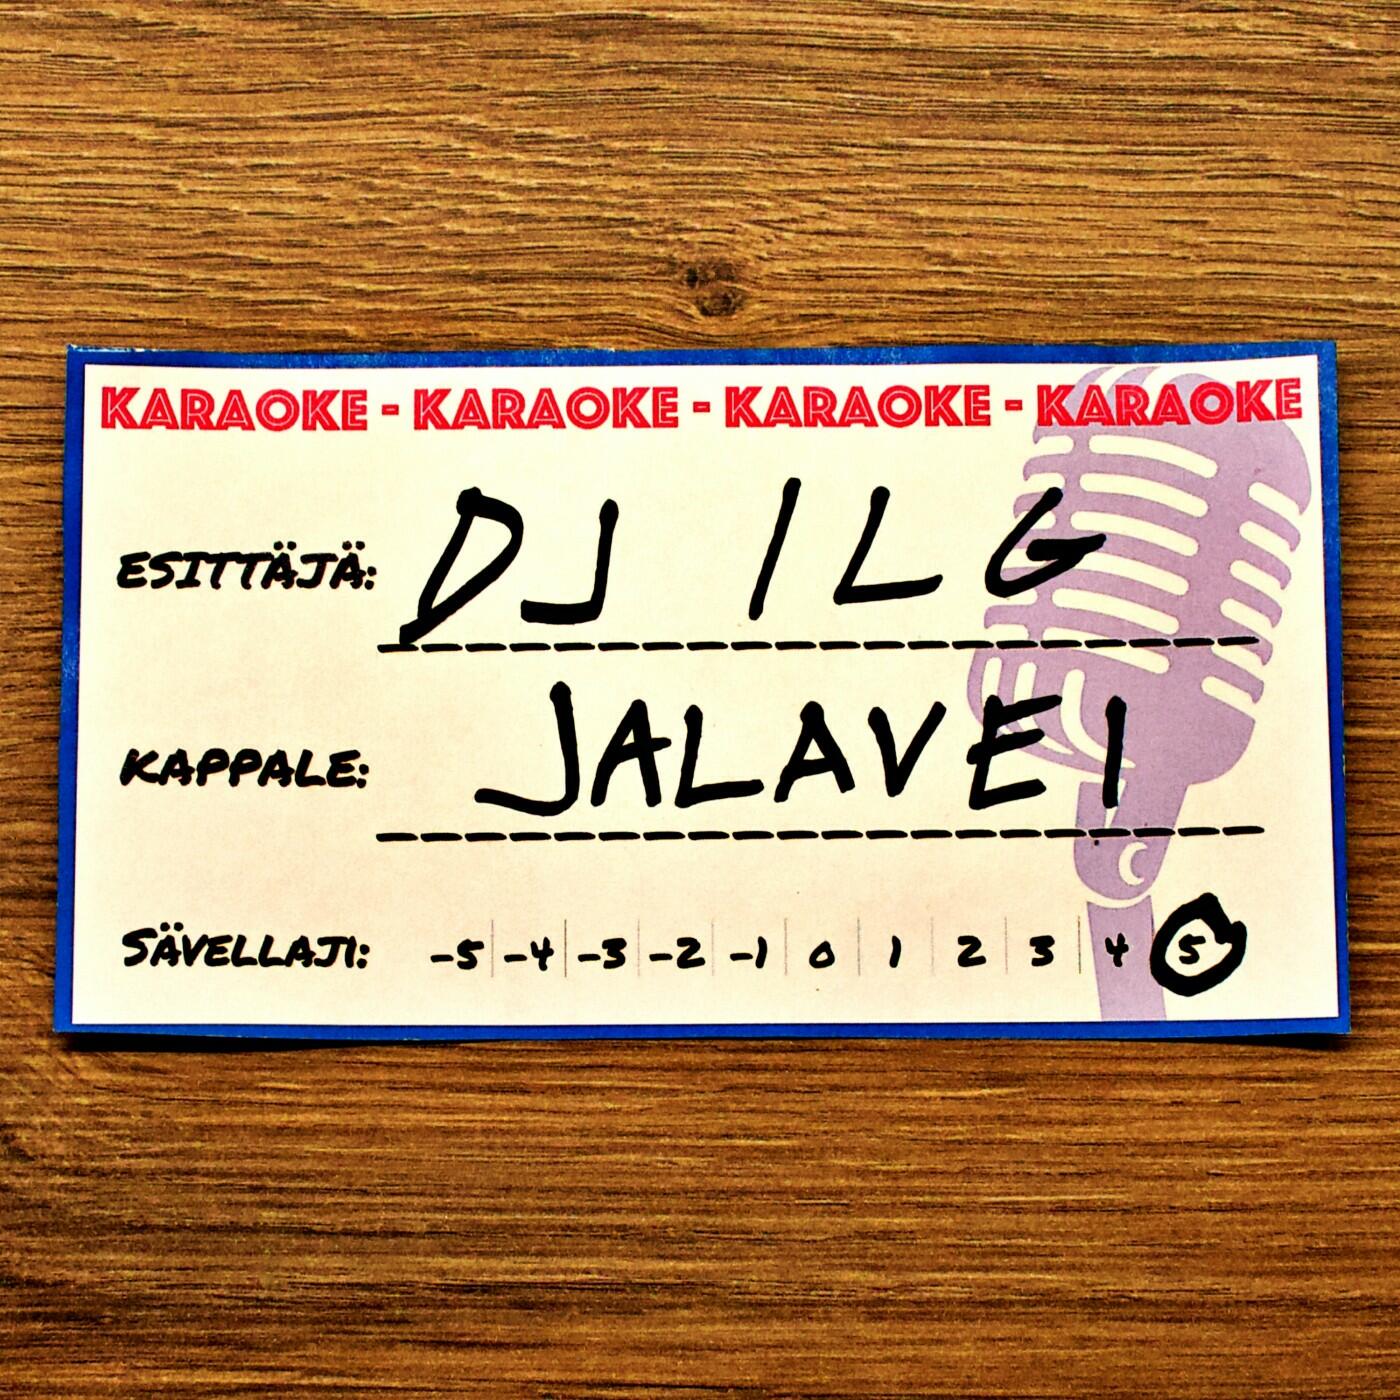 KARAOKE - KARAOKE - KARAOKE - KARAOKE
ESITTÄJÄ: DJ ILG
KAPPALE: JALAVEI
SÄVELLAJI: -5 -4 -3 -2 -1 0 1 2 3 4 5